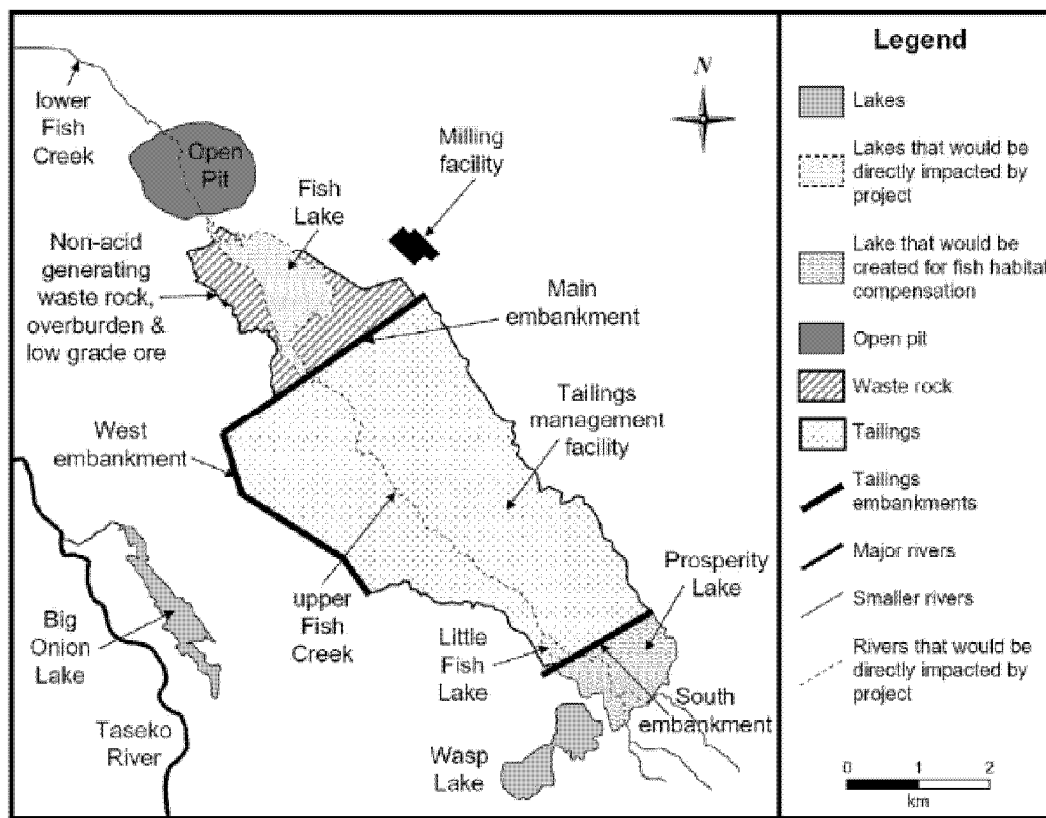 lower
Fish
Creek
Open
Pit
N
Milling
facility
Fish
Lake
Non-acid
generating
waste rock,
overburden &
low grade ore
Main
embankment
Tailings
management
facility
West
embankment
Prosperity
Lake
upper
Fish
Creek
Little
Fish
Lake
Big
Onion
Lake
South
embankment
Taseko
River
Wasp
Lake
Legend
Lakes
Lakes that would be
directly impacted by
project
Lake that would be
created for fish habitat
compensation
Open pit
Waste rock
Tailings
Tailings
embankments
Major rivers
Smaller rivers
Rivers that would be
directly impacted by
project
0 1 2
km